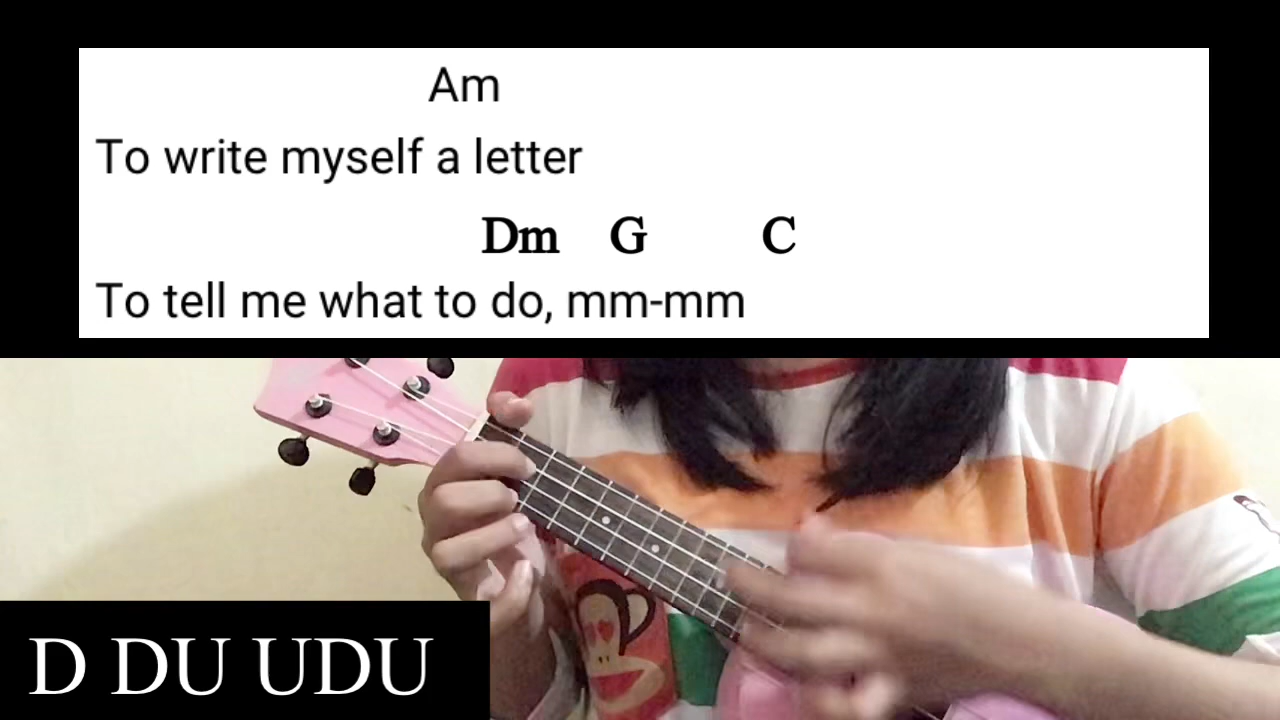 Am
To write myself a letter
Dm G C
To tell me what to do, mm-mm
D DU UDU